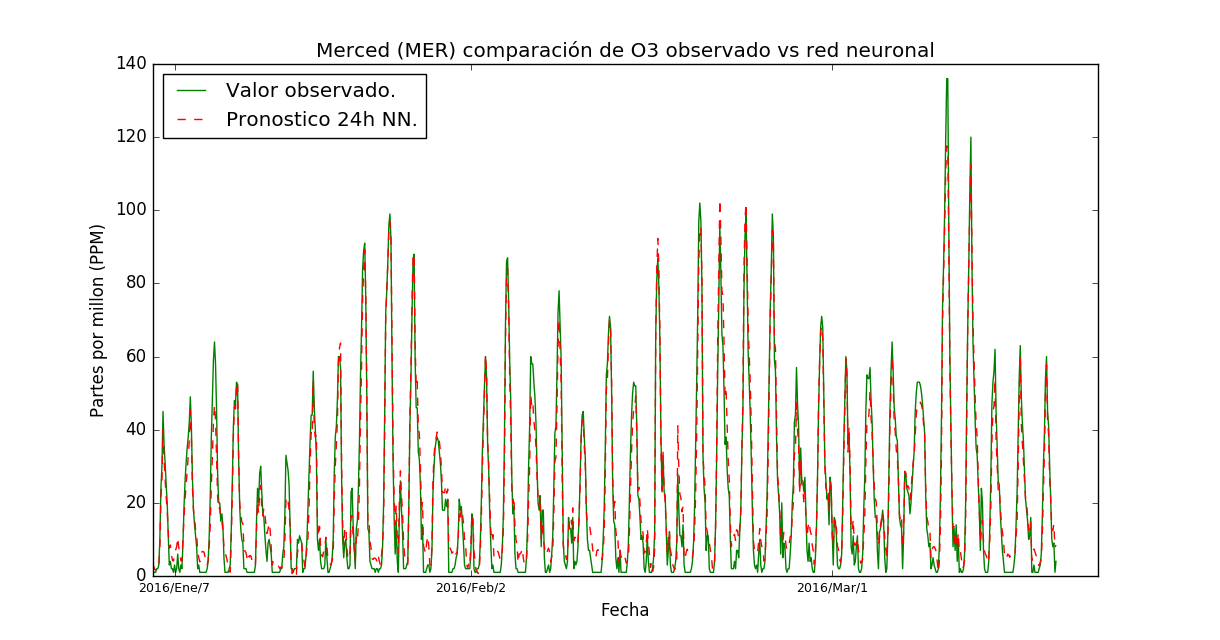 Merced (MER) comparación de O3 observado vs red neuronal
140
120
100
80
60
40
20
0
Valor observado.
Pronostico 24h NN.
Partes por millon (PPM)
2016/Ene/7
2016/Feb/2
2016/Mar/1
Fecha